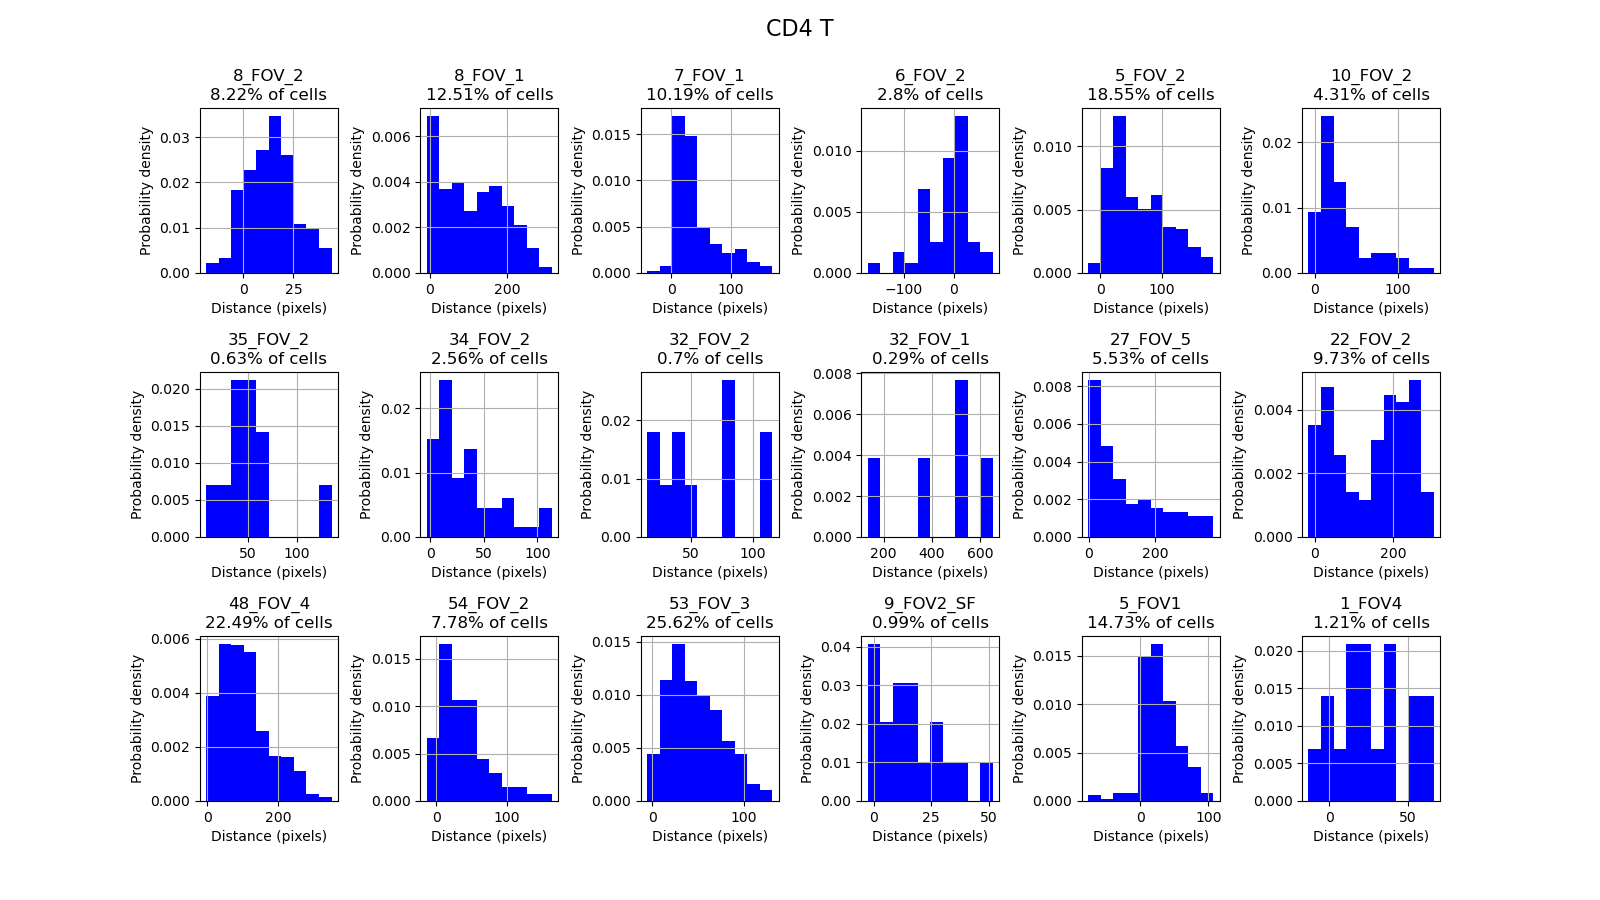 CD4 T
8_FOV_2
8.22% of cells
Probability density
0.03
0.02
0.01
0.00
0 25
Distance (pixels)
8_FOV_1
12.51% of cells
Probability density
0.006
0.004
0.002
0.000
0 200
Distance (pixels)
7_FOV_1
10.19% of cells
Probability density
0.015
0.010
0.005
0.000
0 100
Distance (pixels)
6_FOV_2
2.8% of cells
Probability density
0.010
0.005
0.000
−100 0
Distance (pixels)
5_FOV_2
18.55% of cells
Probability density
0.010
0.005
0.000
0 100
Distance (pixels)
10_FOV_2
4.31% of cells
Probability density
0.02
0.01
0.00
0 100
Distance (pixels)
35_FOV_2
0.63% of cells
Probability density
0.020
0.015
0.010
0.005
0.000
50 100
Distance (pixels)
34_FOV_2
2.56% of cells
Probability density
0.02
0.01
0.00
0 50 100
Distance (pixels)
32_FOV_2
0.7% of cells
Probability density
0.02
0.01
0.00
50 100
Distance (pixels)
32_FOV_1
0.29% of cells
Probability density
0.008
0.006
0.004
0.002
0.000
200 400 600
Distance (pixels)
27_FOV_5
5.53% of cells
Probability density
0.008
0.006
0.004
0.002
0.000
0 200
Distance (pixels)
22_FOV_2
9.73% of cells
Probability density
0.004
0.002
0.000
0 200
Distance (pixels)
48_FOV_4
22.49% of cells
Probability density
0.006
0.004
0.002
0.000
0 200
Distance (pixels)
54_FOV_2
7.78% of cells
Probability density
0.015
0.010
0.005
0.000
0 100
Distance (pixels)
53_FOV_3
25.62% of cells
Probability density
0.015
0.010
0.005
0.000
0 100
Distance (pixels)
9_FOV2_SF
0.99% of cells
Probability density
0.04
0.03
0.02
0.01
0.00
0 25 50
Distance (pixels)
5_FOV1
14.73% of cells
Probability density
0.015
0.010
0.005
0.000
0 100
Distance (pixels)
1_FOV4
1.21% of cells
Probability density
0.020
0.015
0.010
0.005
0.000
0 50
Distance (pixels)